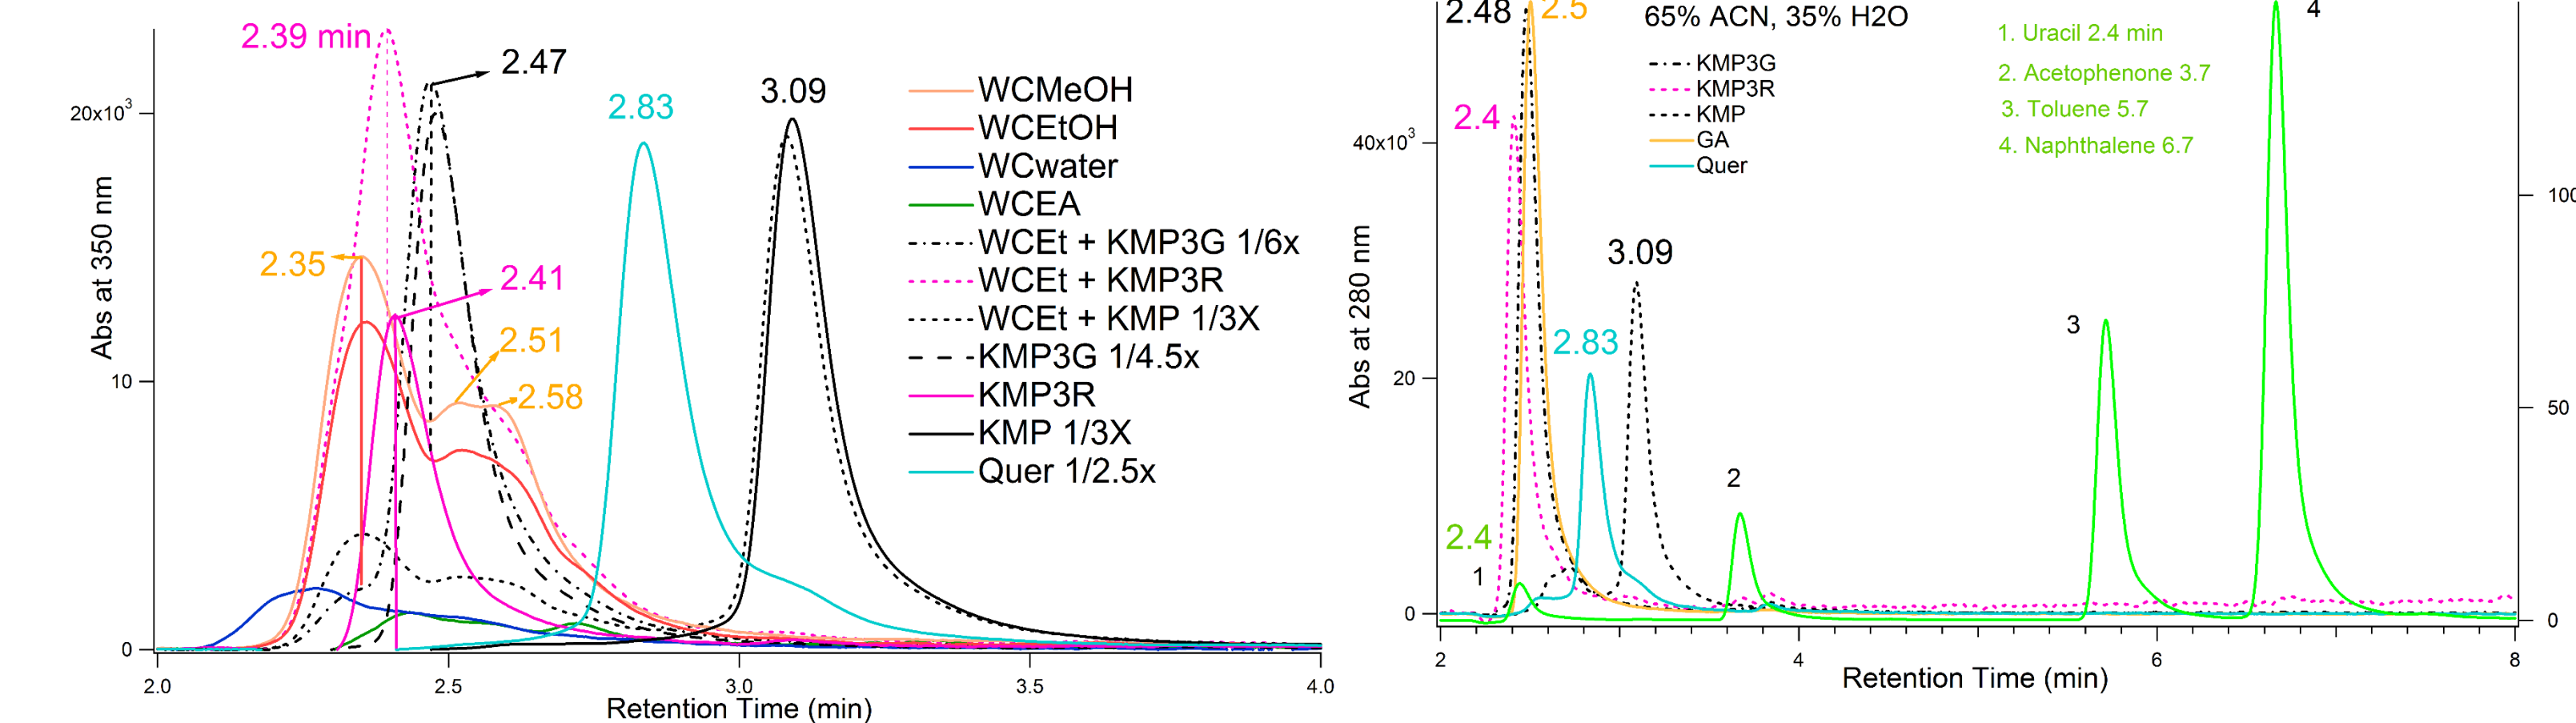 2.39 min
2.47
2.83
3.09
20x10³
2.35
2.41
2.51
2.58
10
0
Abs at 350 nm
2.0
2.5
3.0
3.5
4.0
Retention Time (min)
WCMeOH
WCEtOH
WCwater
WCEA
WCEt + KMP3G 1/6x
WCEt + KMP3R
WCEt + KMP 1/3X
KMP3G 1/4.5x
KMP3R
KMP 1/3X
Quer 1/2.5x
2.48
2.5
65% ACN, 35% H2O
KMP3G
KMP3R
KMP
GA
Quer
1. Uracil 2.4 min
2. Acetophenone 3.7
3. Toluene 5.7
4. Naphthalene 6.7
4
2.4
40x10³
3.09
2.83
3
2
2.4
1
20
0
Abs at 280 nm
100
50
0
2
4
6
8
Retention Time (min)